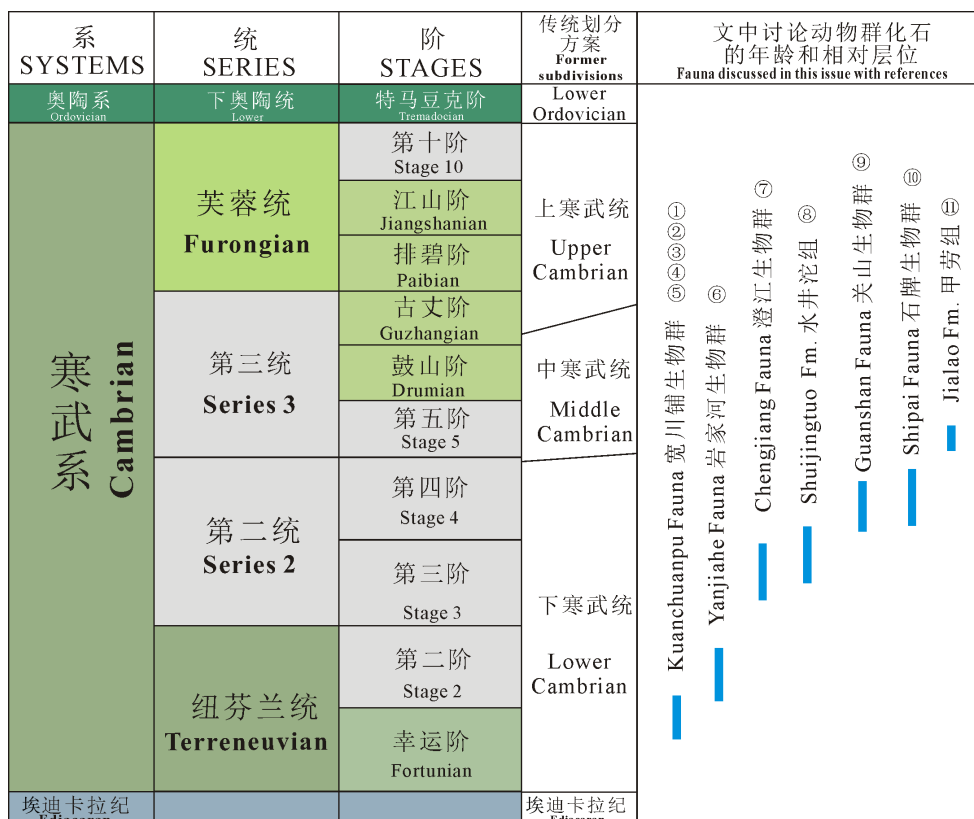 系
SYSTEMS
统
SERIES
阶
STAGES
传统划分
方案
Former
subdivisions
文中讨论动物群化石
的年龄和相对层位
Fauna discussed in this issue with references
奥陶系
Ordovician
下奥陶统
Lower
特马豆克阶
Tremadocian
Lower
Ordovician
寒武系
Cambrian
芙蓉统
Furongian
第十阶
Stage 10
江山阶
Jiangshanian
排碧阶
Paibian
上寒武统
Upper
Cambrian
第三统
Series 3
古丈阶
Guzhangian
鼓山阶
Drumian
第五阶
Stage 5
中寒武统
Middle
Cambrian
第二统
Series 2
第四阶
Stage 4
第三阶
Stage 3
下寒武统
Lower
Cambrian
纽芬兰统
Terreneuvian
第二阶
Stage 2
幸运阶
Fortunian
埃迪卡拉纪
Ediacaran
埃迪卡拉纪
Ediacaran
①
②
③
④
⑤
Kuanchuanpu Fauna 宽川铺生物群
Yanjiahe Fauna 岩家河生物群 ⑥
Chengjiang Fauna 澄江生物群 ⑦
Shuijingtuo Fm. 水井沱组 ⑧
Guanshan Fauna 关山生物群 ⑨
Shipai Fauna 石牌生物群 ⑩
Jialao Fm. 甲劳组 ⑪